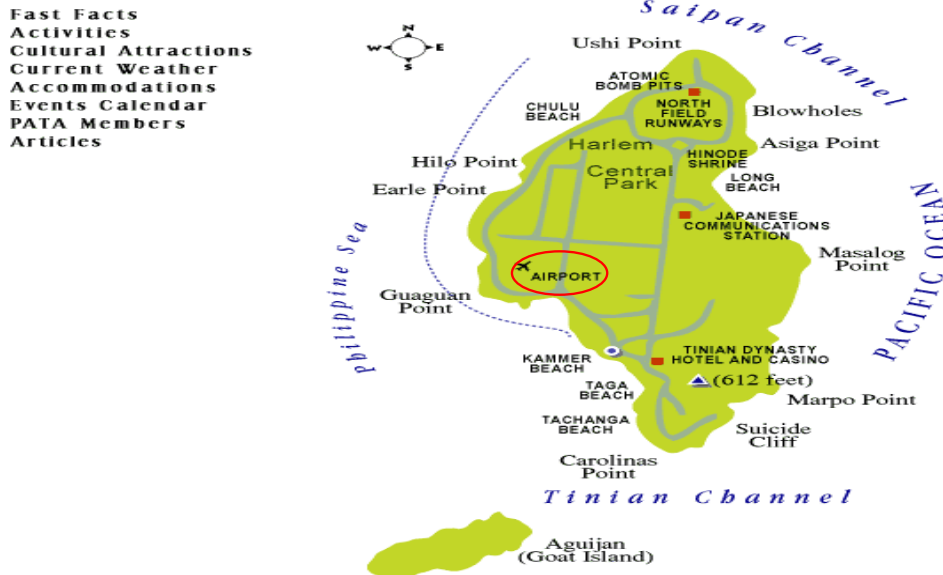 Fast Facts
Activities
Cultural Attractions
Current Weather
Accommodations
Events Calendar
PATA Members
Articles
N
W
E
S
Saipan Channel
Ushi Point
ATOMIC
BOMB PITS
NORTH
FIELD
RUNWAYS
CHULU
BEACH
Blowholes
Harlem
Asiga Point
HINODE
SHRINE
Hilo Point
Central
Park
LONG
BEACH
Earle Point
JAPANESE
COMMUNICATIONS
STATION
PACIFIC OCEAN
Philippine Sea
Masalog
Point
AIRPORT
Guaguan
Point
KAMMER
BEACH
TINIAN DYNASTY
HOTEL AND CASINO
(612 feet)
TAGA
BEACH
Marpo Point
TACHANGA
BEACH
Suicide
Cliff
Carolinas
Point
Tinian Channel
Aguijan
(Goat Island)